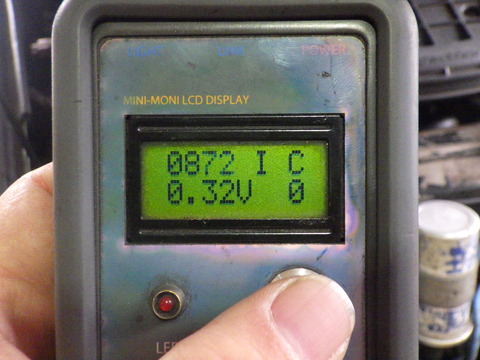 POWER
MINI-MONI LCD DISPLAY
0872 I C
0.32V 0